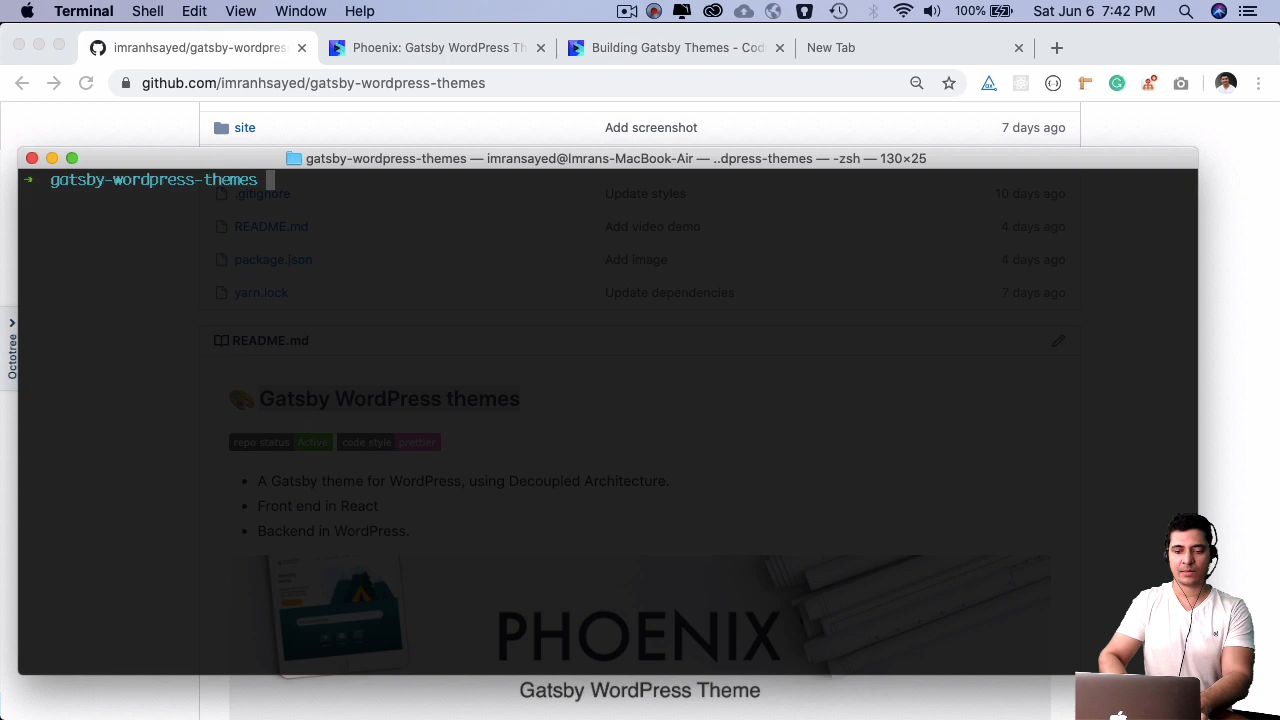 Terminal Shell Edit View Window Help 100% Sat Jun 6 7:42 PM
imranhsayed/gatsby-wordpress Phoenix: Gatsby WordPress Th Building Gatsby Themes - Cod New Tab
github.com/imranhsayed/gatsby-wordpress-themes
site Add screenshot 7 days ago
gatsby-wordpress-themes — imransayed@Imrans-MacBook-Air — ..dpress-themes — -zsh — 130×25
→ gatsby-wordpress-themes
.gitignore Update styles 10 days ago
README.md Add video demo 4 days ago
package.json Add image 4 days ago
yarn.lock Update dependencies 7 days ago
Octotree
README.md
Gatsby WordPress themes
repo status Active code style prettier
• A Gatsby theme for WordPress, using Decoupled Architecture.
• Front end in React
• Backend in WordPress.
PHOENIX
Gatsby WordPress Theme